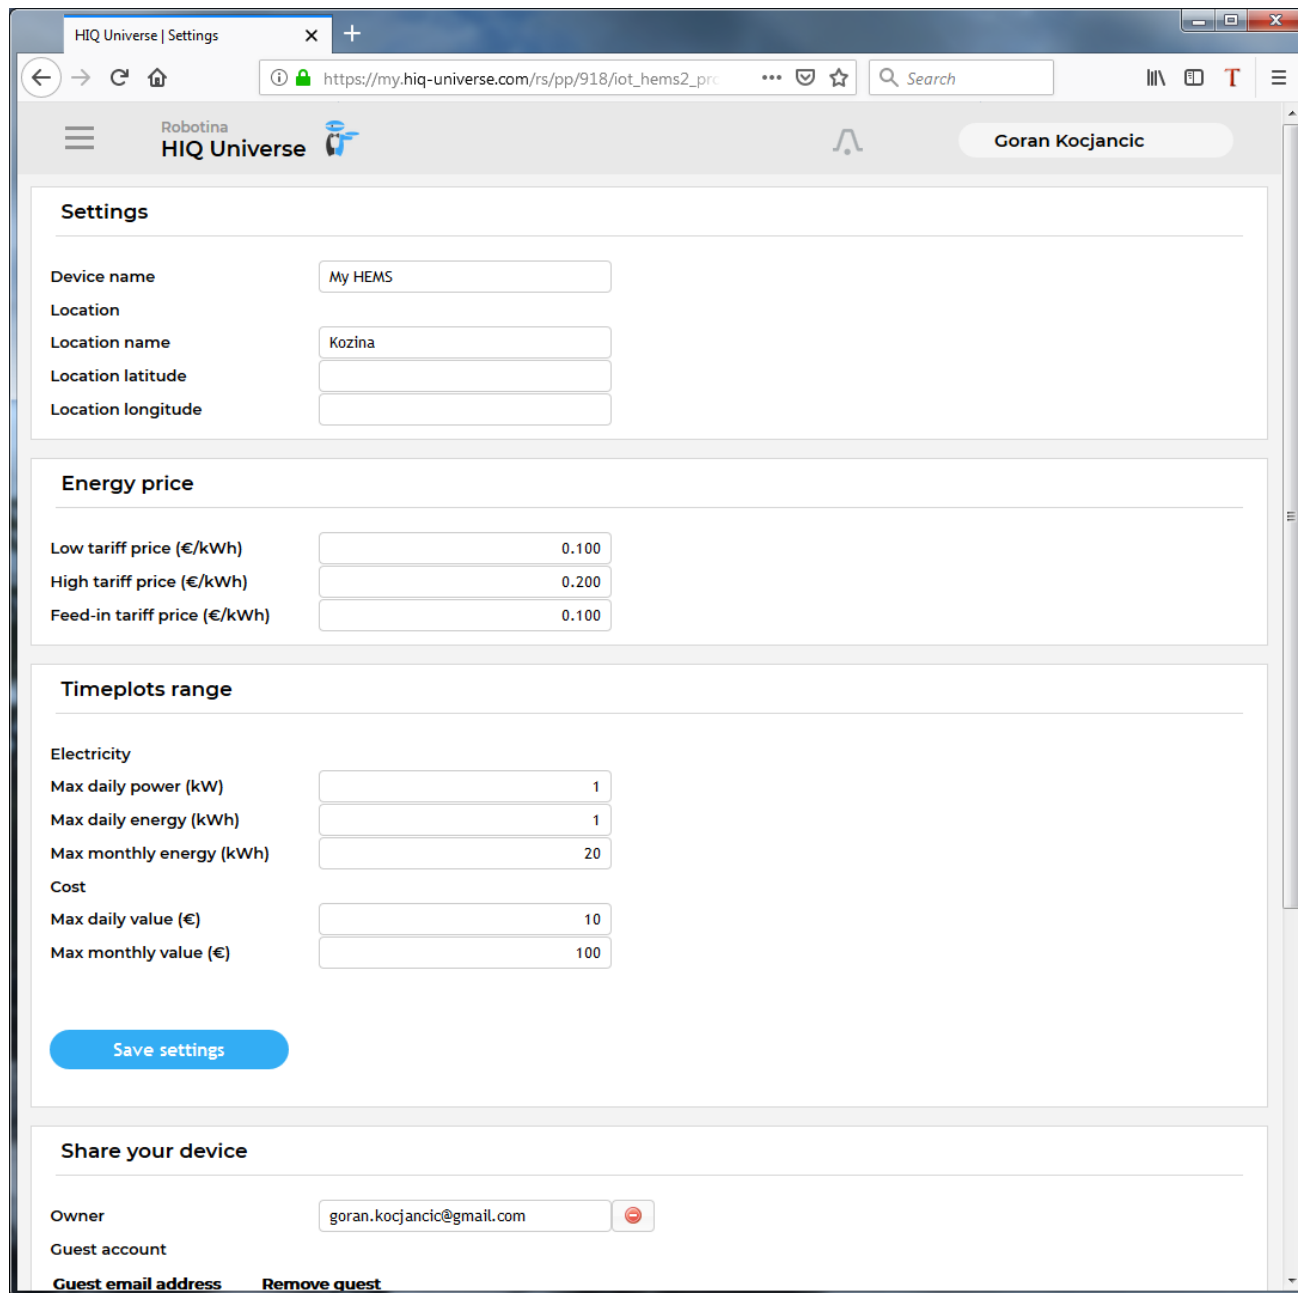 HIQ Universe | Settings
https://my.hiq-universe.com/rs/pp/918/iot_hems2_pro
Search
Robotina
HIQ Universe
Goran Kocjancic
Settings
Device name My HEMS
Location
Location name Kozina
Location latitude
Location longitude
Energy price
Low tariff price (€/kWh) 0.100
High tariff price (€/kWh) 0.200
Feed-in tariff price (€/kWh) 0.100
Timeplots range
Electricity
Max daily power (kW) 1
Max daily energy (kWh) 1
Max monthly energy (kWh) 20
Cost
Max daily value (€) 10
Max monthly value (€) 100
Save settings
Share your device
Owner goran.kocjancic@gmail.com
Guest account
Guest email address Remove guest